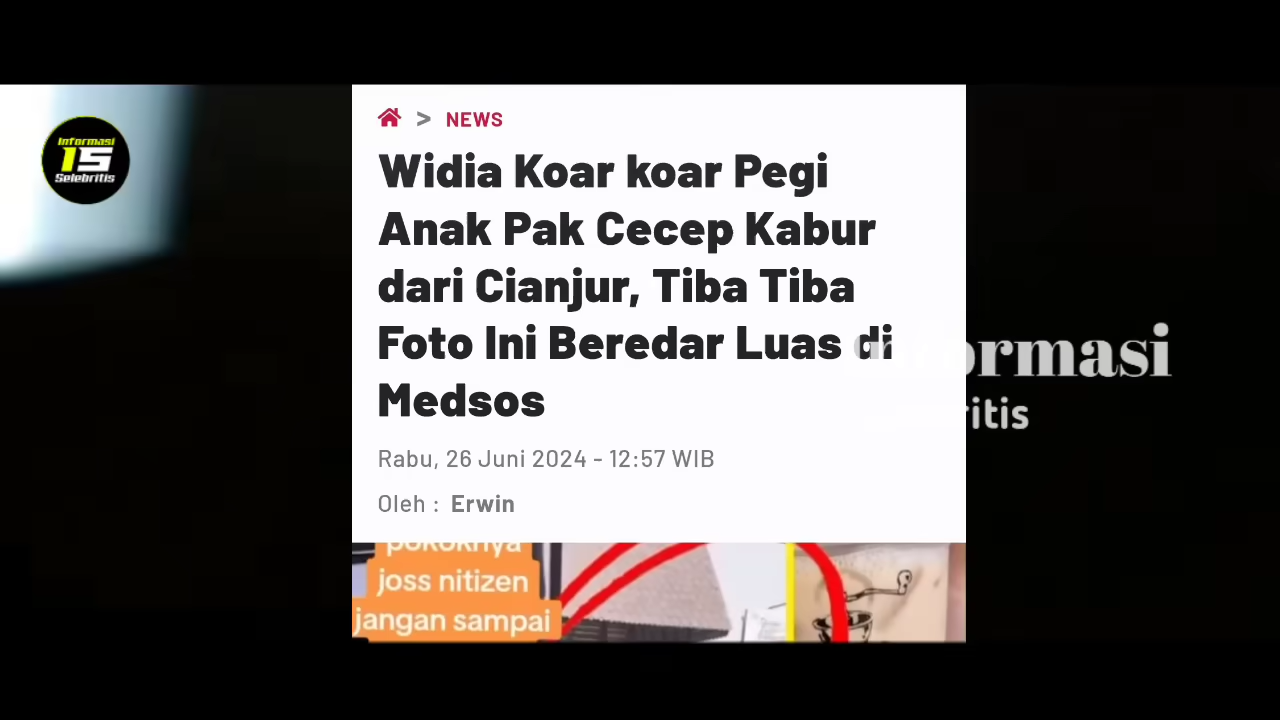 Informasi
IS
Selebritis
> NEWS
Widia Koar koar Pegi
Anak Pak Cecep Kabur
dari Cianjur, Tiba Tiba
Foto Ini Beredar Luas di
Medsos
Rabu, 26 Juni 2024 - 12:57 WIB
Oleh : Erwin
pokoknya
joss nitizen
jangan sampai